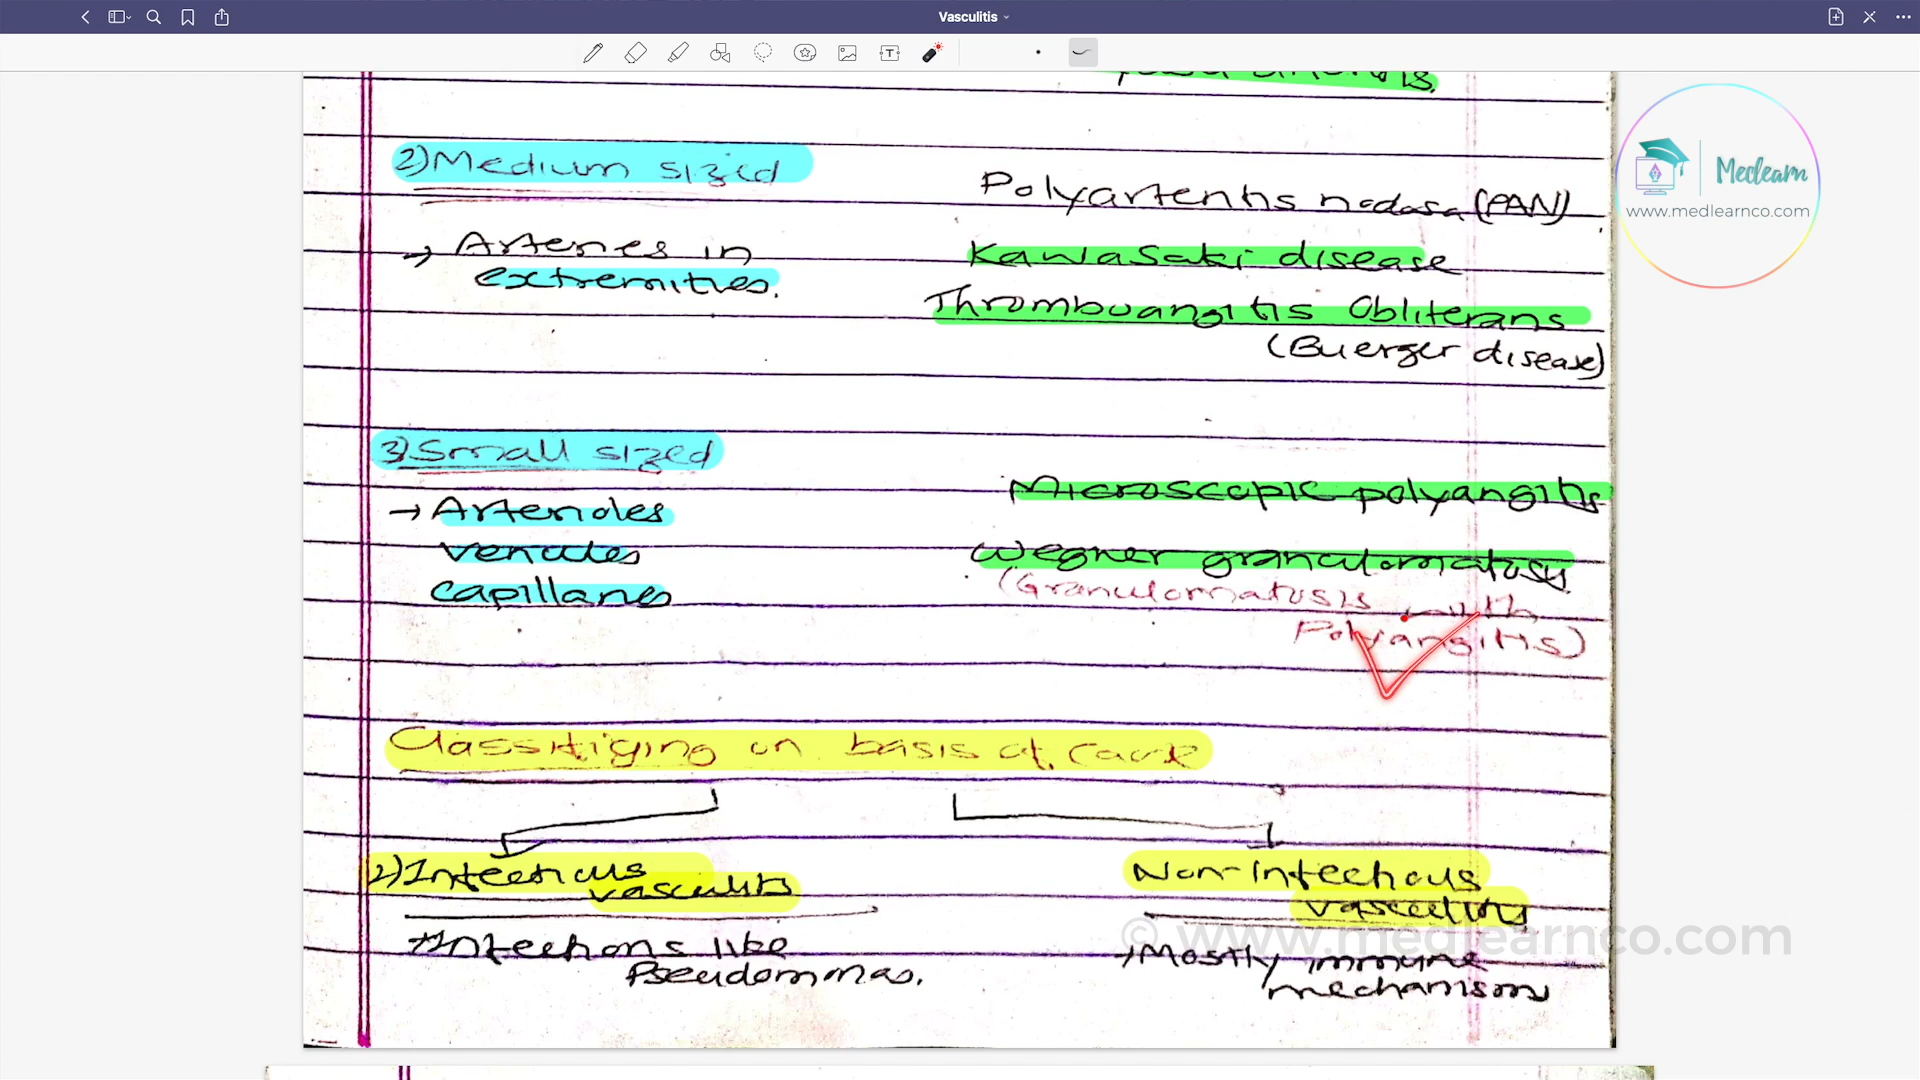 Vasculitis
Medlearn
www.medlearnco.com
2) Medium sized
Polyarteritis nodosa (PAN)
→ Arteries in
extremities.
Kawasaki disease
Thromboangitis Obliterans
(Buerger disease)
3) Small sized
→ Arterioles
venules
capillaries
Microscopic polyangitis
Wegner granulomatosis
(Granulomatosis with
Polyangitis)
Classifiying on basis of cause
1) Infectious
vasculitis
Non-infectious
vasculitis
Infections like
Pseudomonas.
→ Mostly immune
mechanisms
© www.medlearnco.com